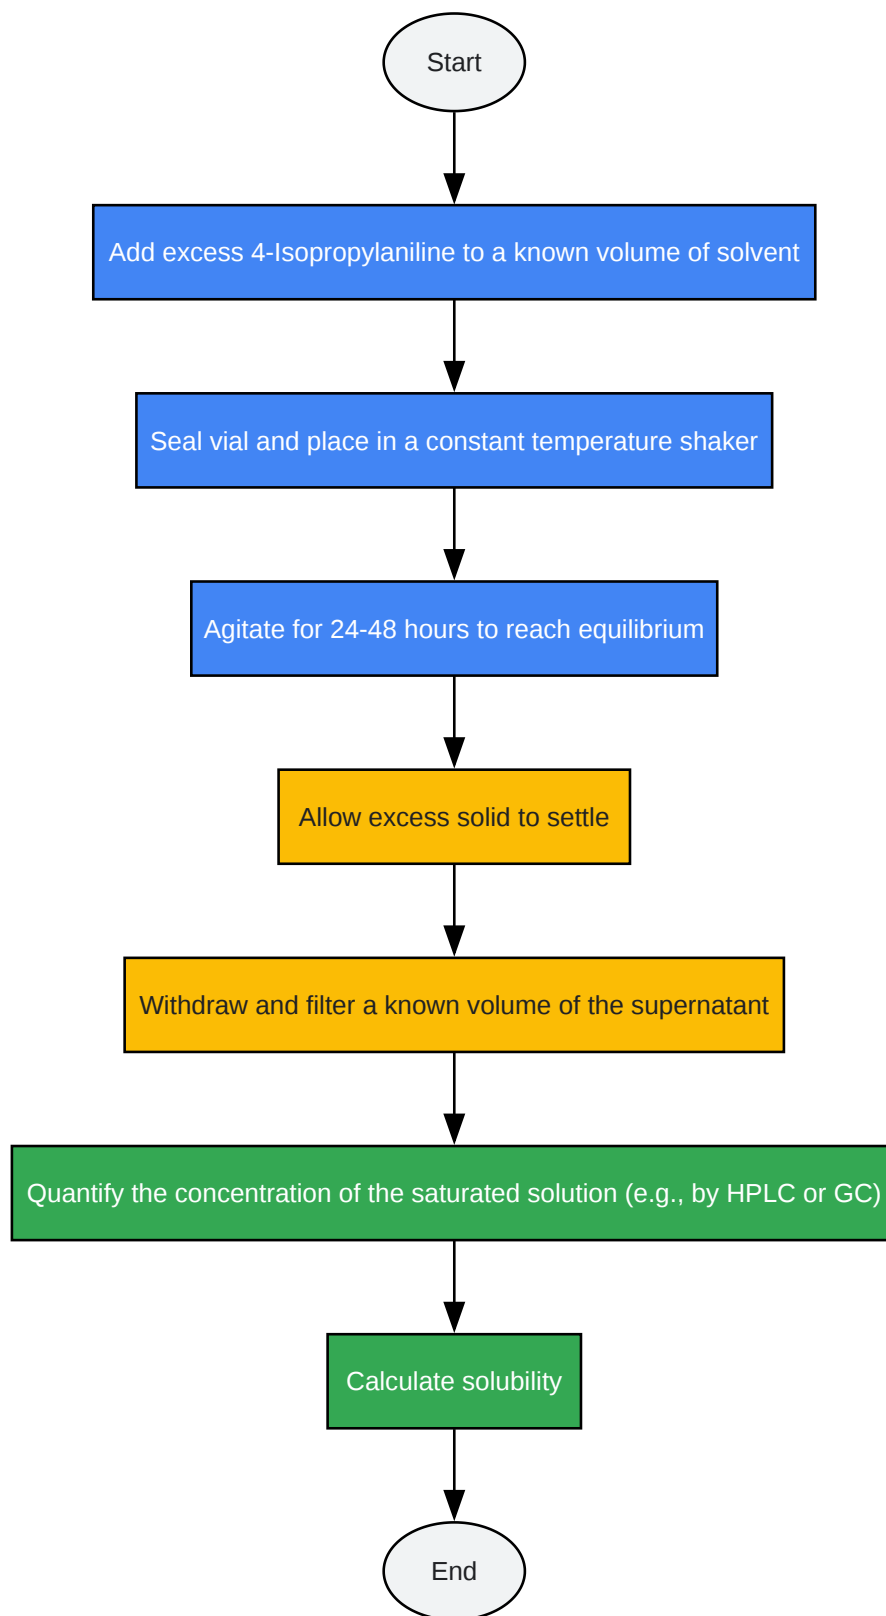 Start
Add excess 4-Isopropylaniline to a known volume of solvent
Seal vial and place in a constant temperature shaker
Agitate for 24-48 hours to reach equilibrium
Allow excess solid to settle
Withdraw and filter a known volume of the supernatant
Quantify the concentration of the saturated solution (e.g., by HPLC or GC)
Calculate solubility
End